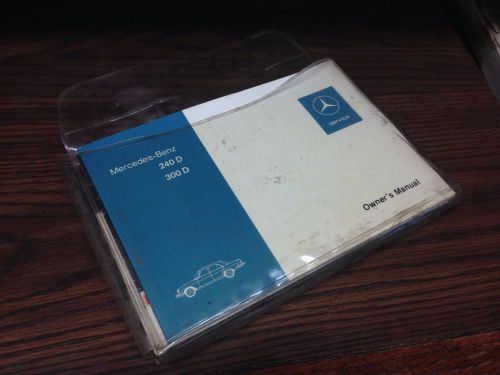 Mercedes-Benz
240 D
300 D
service
Owner's Manual